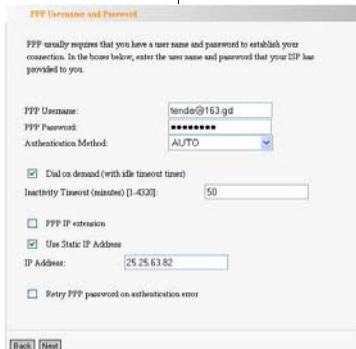 PPP Username and Password
PPP usually requires that you have a user name and password to establish your
connection. In the boxes below, enter the user name and password that your ISP has
provided to you.
PPP Username: tende@163.gd
PPP Password: ●●●●●●●●
Authentication Method: AUTO
Dial on demand (with idle timeout timer)
Inactivity Timeout (minutes) [1-4320]: 50
PPP IP extension
Use Static IP Address
IP Address: 25.25.63.82
Retry PPP password on authentication error
Back Next